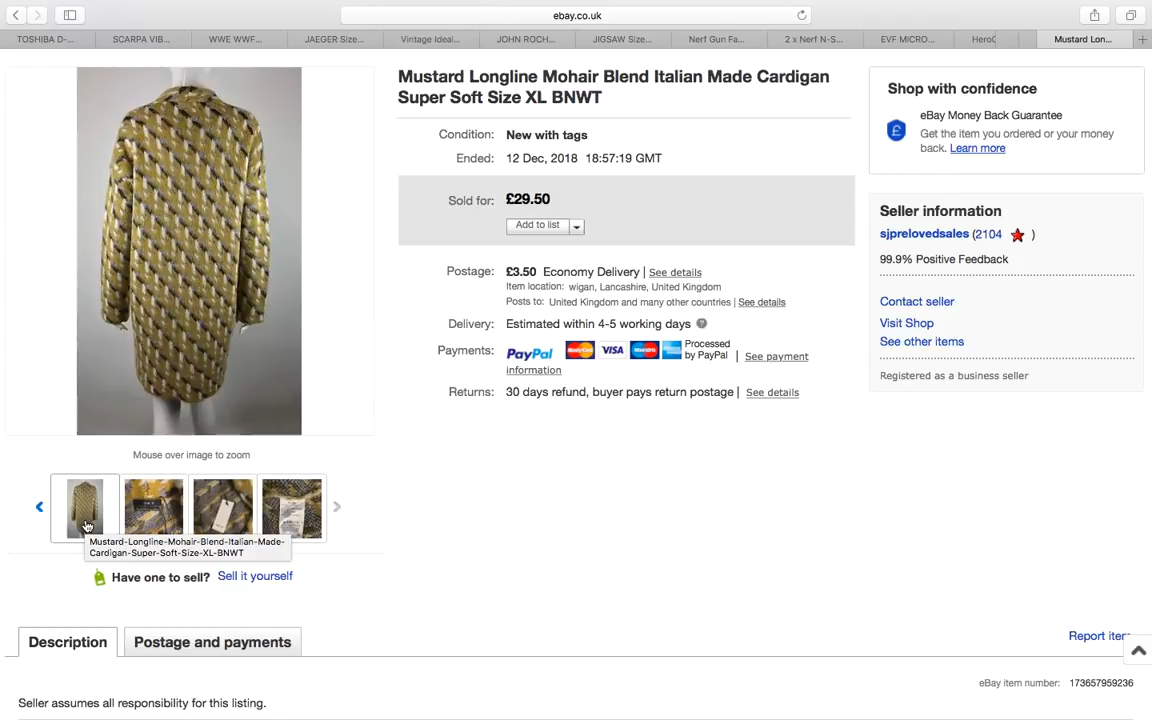 ebay.co.uk
TOSHIBA D-... SCARPA VIB... WWE WWF... JAEGER Size... Vintage Ideal... JOHN ROCH... JIGSAW Size... Nerf Gun Fa... 2 x Nerf N-S... EVF MICRO... HeroQ Mustard Lon...
Mustard Longline Mohair Blend Italian Made Cardigan
Super Soft Size XL BNWT
Condition: New with tags
Ended: 12 Dec, 2018 18:57:19 GMT
Sold for: £29.50
Add to list
Postage: £3.50 Economy Delivery | See details
Item location: wigan, Lancashire, United Kingdom
Posts to: United Kingdom and many other countries | See details
Delivery: Estimated within 4-5 working days
Payments: PayPal MasterCard VISA Maestro Processed by PayPal | See payment
information
Returns: 30 days refund, buyer pays return postage | See details
Shop with confidence
eBay Money Back Guarantee
Get the item you ordered or your money
back. Learn more
Seller information
sjprelovedsales (2104 )
99.9% Positive Feedback
Contact seller
Visit Shop
See other items
Registered as a business seller
Mouse over image to zoom
Mustard-Longline-Mohair-Blend-Italian-Made-
Cardigan-Super-Soft-Size-XL-BNWT
Have one to sell? Sell it yourself
Description Postage and payments
Report item
eBay item number: 173657959236
Seller assumes all responsibility for this listing.